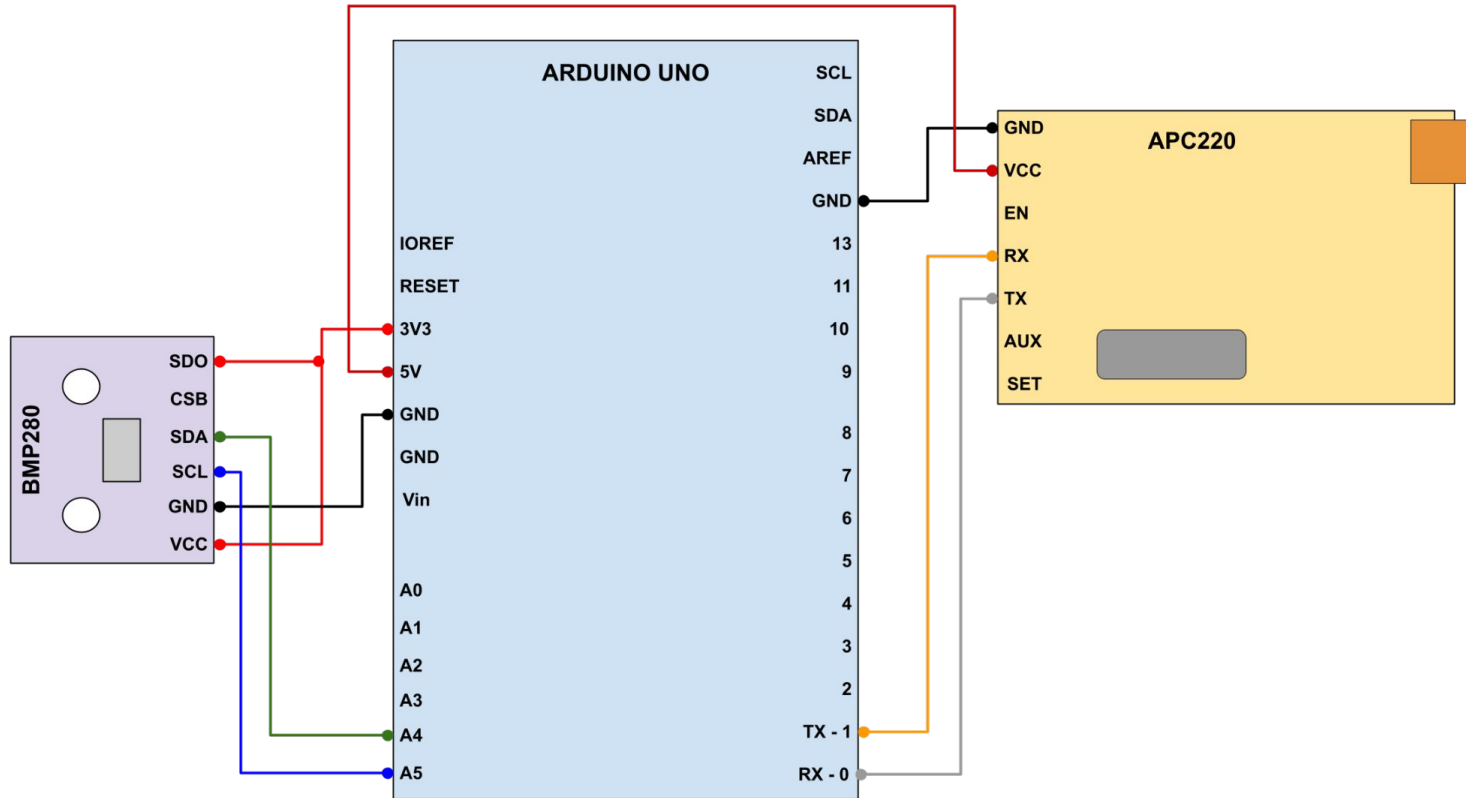 ARDUINO UNO
SCL
SDA
AREF
GND
13
11
10
9
8
7
6
5
4
3
2
TX - 1
RX - 0
IOREF
RESET
3V3
5V
GND
GND
Vin
A0
A1
A2
A3
A4
A5
BMP280
SDO
CSB
SDA
SCL
GND
VCC
APC220
GND
VCC
EN
RX
TX
AUX
SET